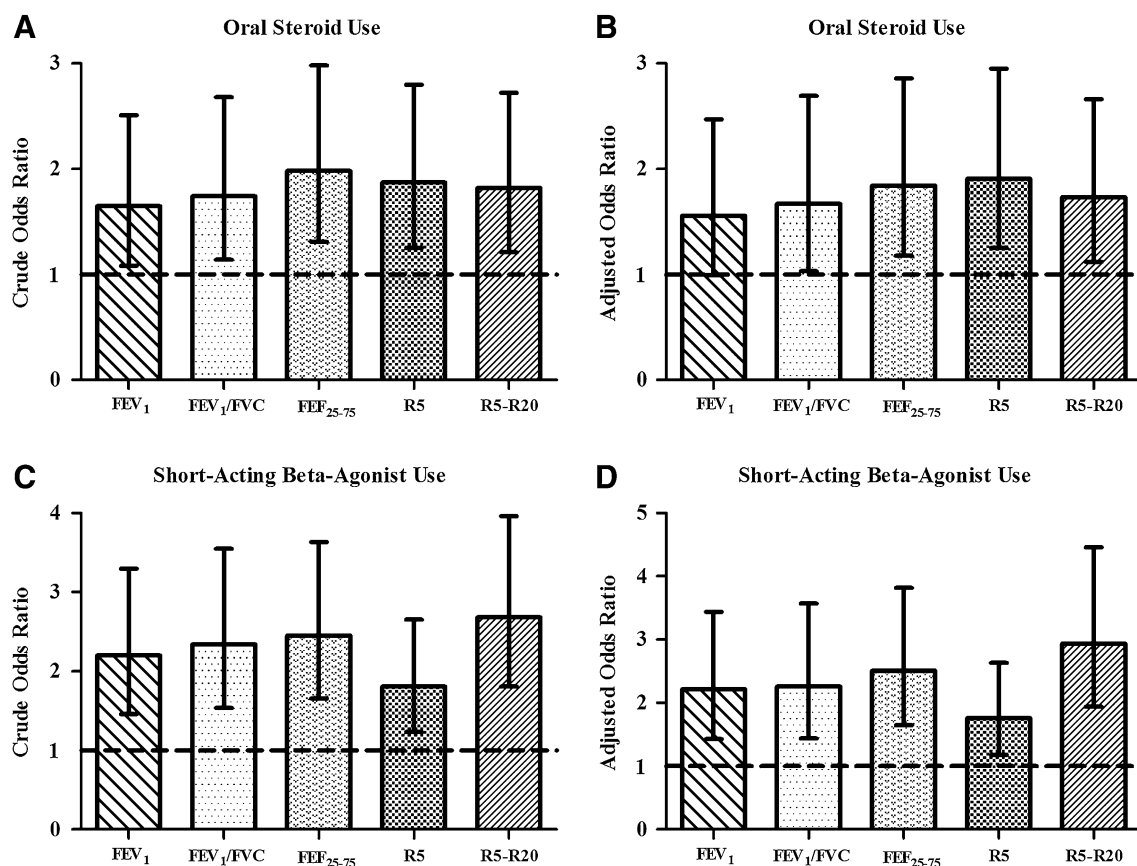 A
Oral Steroid Use
Crude Odds Ratio
3
2
1
0
FEV1 FEV1/FVC FEF25-75 R5 R5-R20
B
Oral Steroid Use
Adjusted Odds Ratio
3
2
1
0
FEV1 FEV1/FVC FEF25-75 R5 R5-R20
C
Short-Acting Beta-Agonist Use
Crude Odds Ratio
4
3
2
1
0
FEV1 FEV1/FVC FEF25-75 R5 R5-R20
D
Short-Acting Beta-Agonist Use
Adjusted Odds Ratio
5
4
3
2
1
0
FEV1 FEV1/FVC FEF25-75 R5 R5-R20